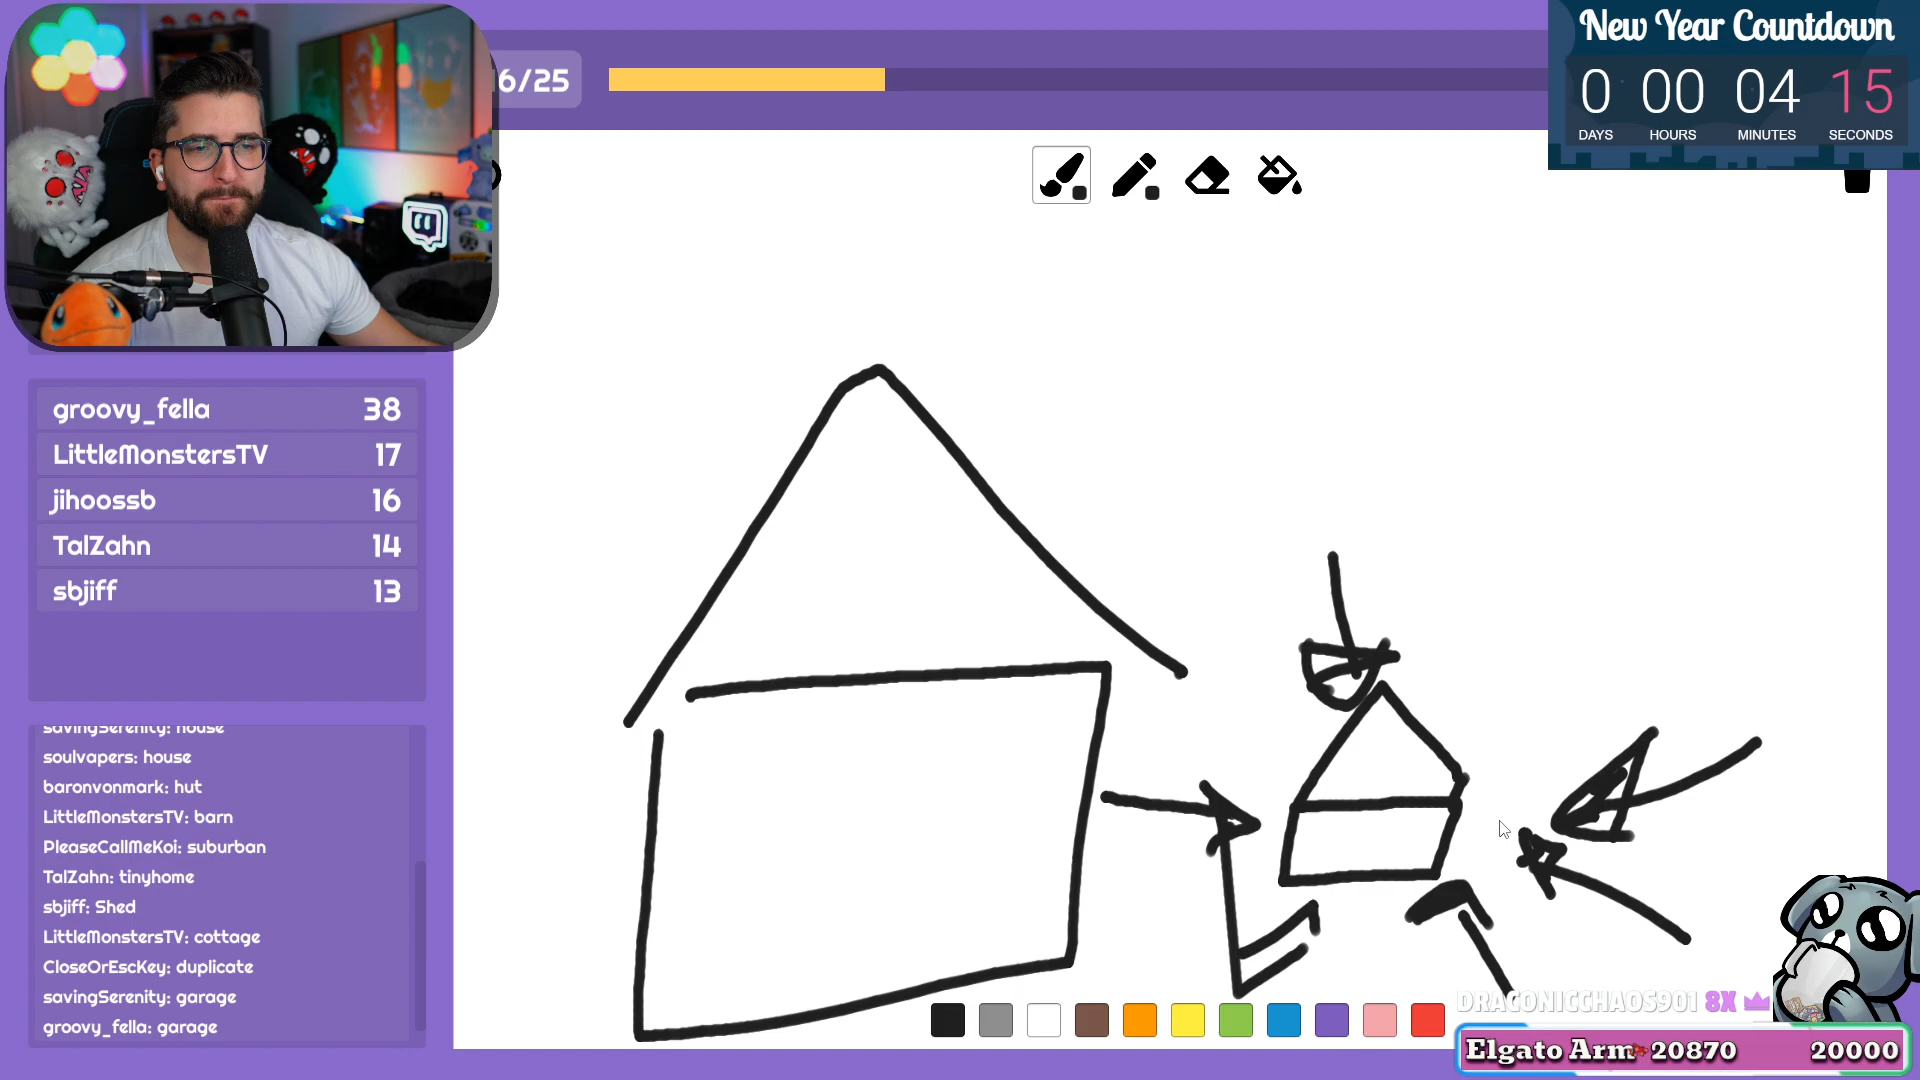 6/25
New Year Countdown
0 00 04 15
DAYS HOURS MINUTES SECONDS
groovy_fella 38
LittleMonstersTV 17
jihoossb 16
TalZahn 14
sbjiff 13
savingSerenity: house
soulvapers: house
baronvonmark: hut
LittleMonstersTV: barn
PleaseCallMeKoi: suburban
TalZahn: tinyhome
sbjiff: Shed
LittleMonstersTV: cottage
CloseOrEscKey: duplicate
savingSerenity: garage
groovy_fella: garage
DRACONICCHAOS901 8X
Elgato Arm 20870 20000